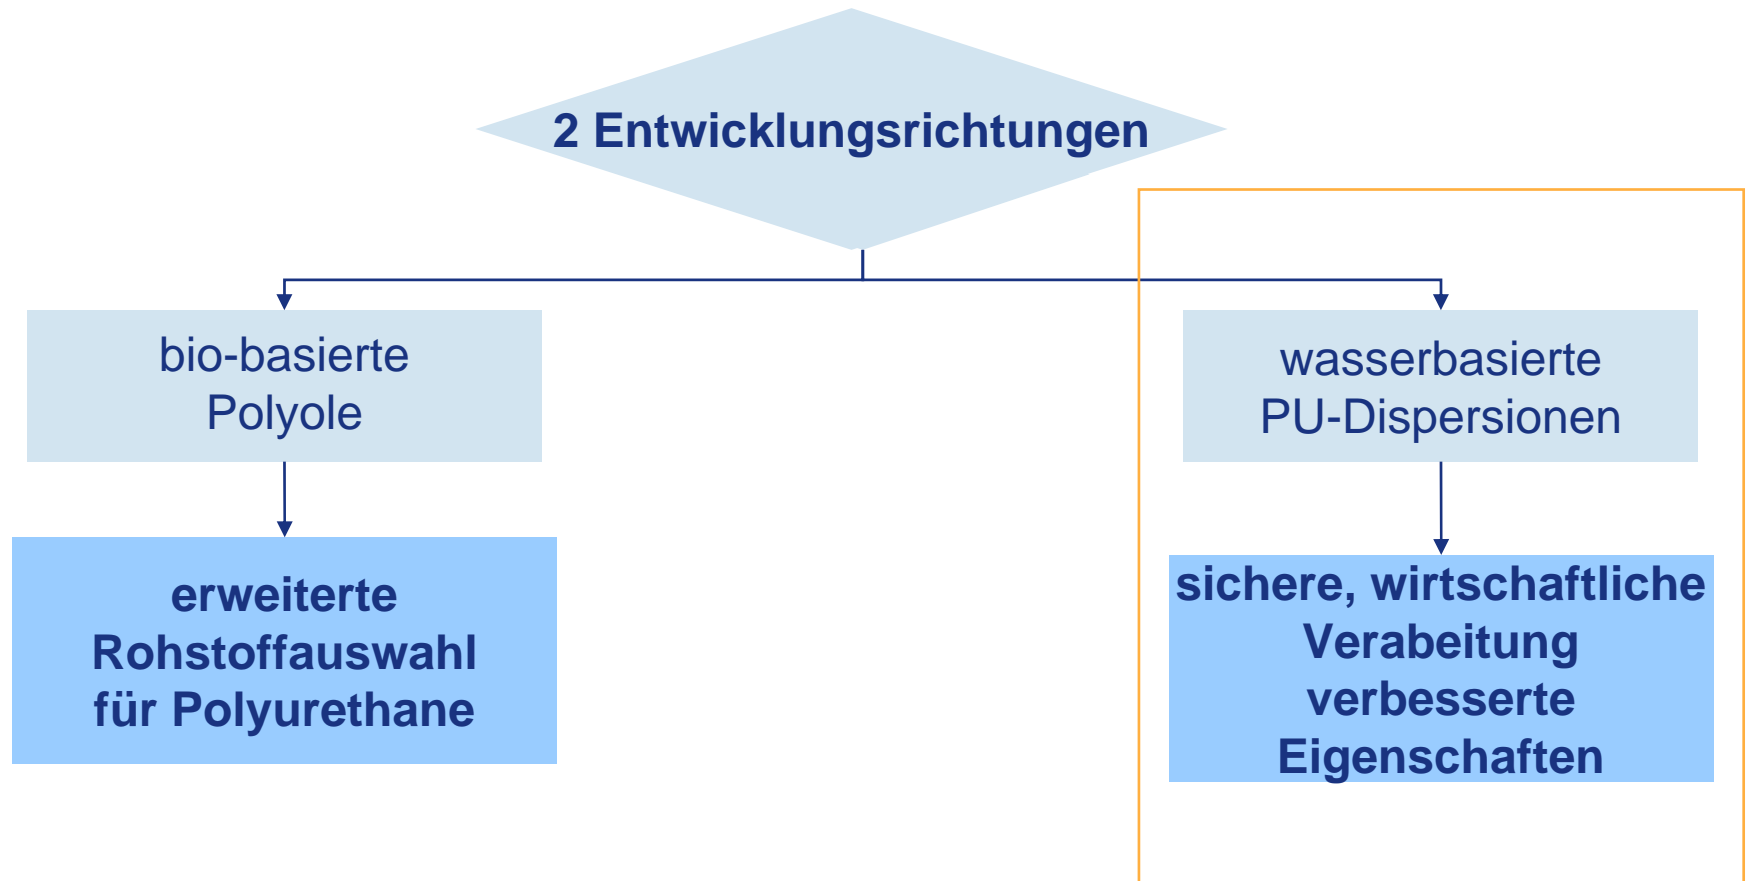 2 Entwicklungsrichtungen
bio-basierte
Polyole
wasserbasierte
PU-Dispersionen
erweiterte
Rohstoffauswahl
für Polyurethane
sichere, wirtschaftliche
Verabeitung
verbesserte
Eigenschaften